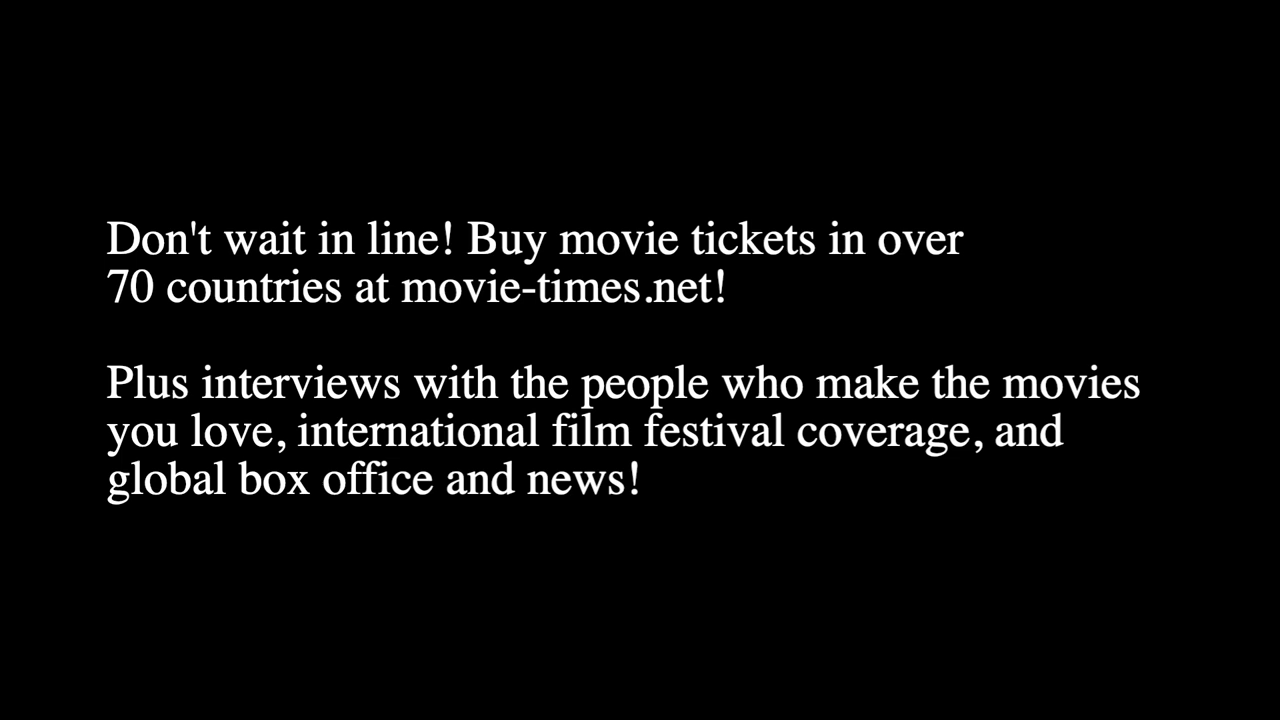 Don't wait in line! Buy movie tickets in over
70 countries at movie-times.net!
Plus interviews with the people who make the movies
you love, international film festival coverage, and
global box office and news!